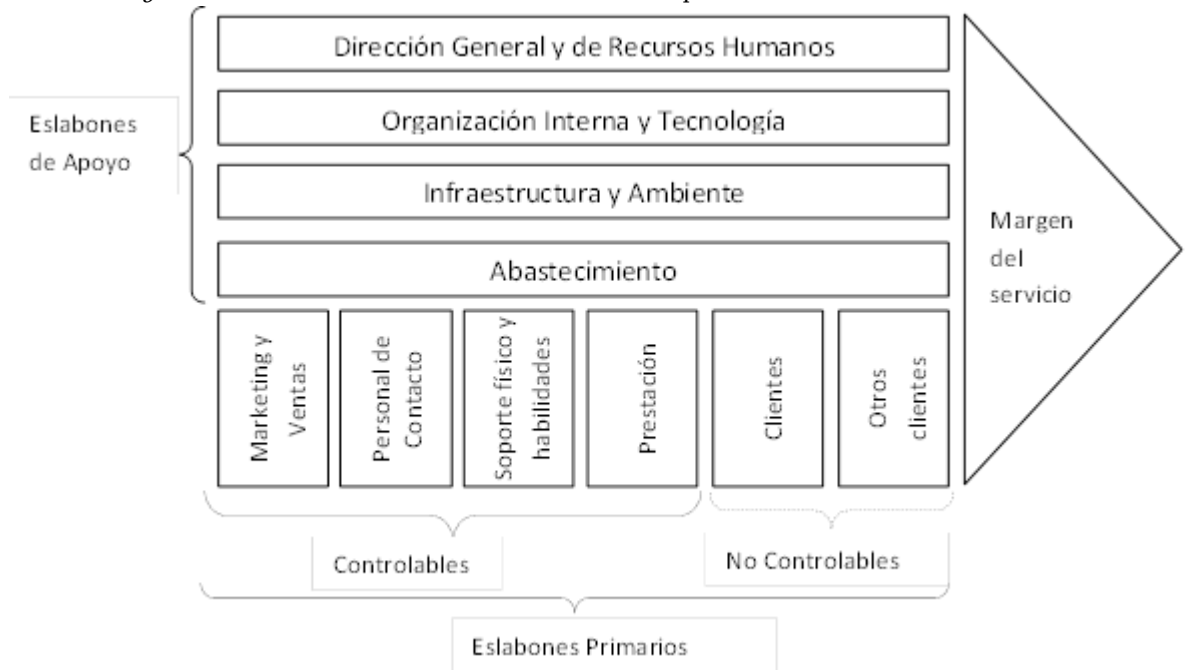 Dirección General y de Recursos Humanos
Eslabones
de Apoyo
Organización Interna y Tecnología
Infraestructura y Ambiente
Abastecimiento
Margen
del
servicio
Marketing y
Ventas
Personal de
Contacto
Soporte físico y
habilidades
Prestación
Clientes
Otros
clientes
Controlables
No Controlables
Eslabones Primarios